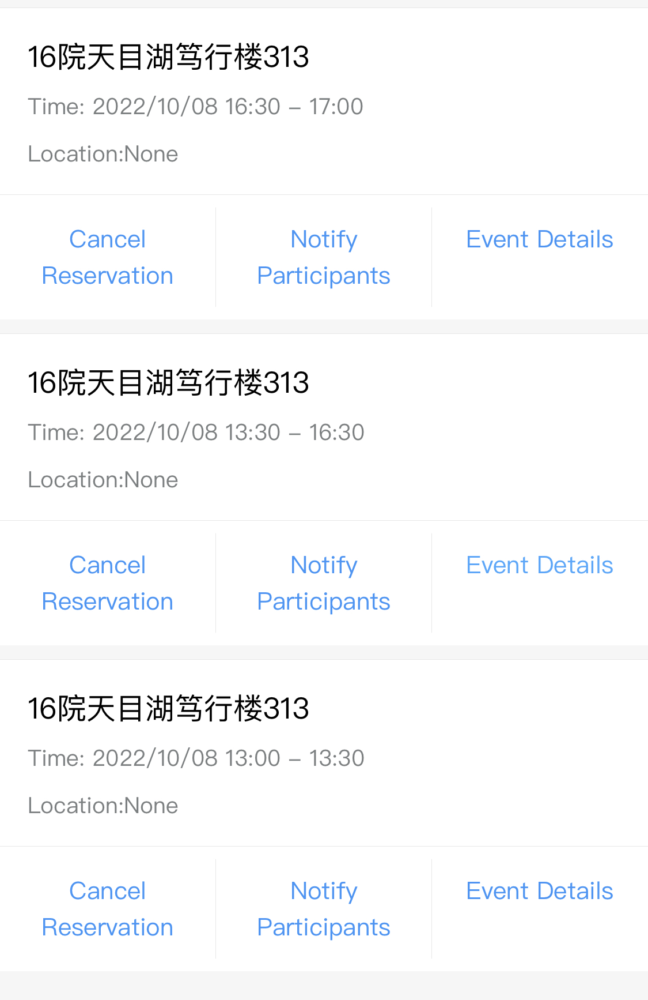 16院天目湖笃行楼313
Time: 2022/10/08 16:30 – 17:00
Location:None
Cancel Reservation
Notify Participants
Event Details
16院天目湖笃行楼313
Time: 2022/10/08 13:30 – 16:30
Location:None
Cancel Reservation
Notify Participants
Event Details
16院天目湖笃行楼313
Time: 2022/10/08 13:00 – 13:30
Location:None
Cancel Reservation
Notify Participants
Event Details